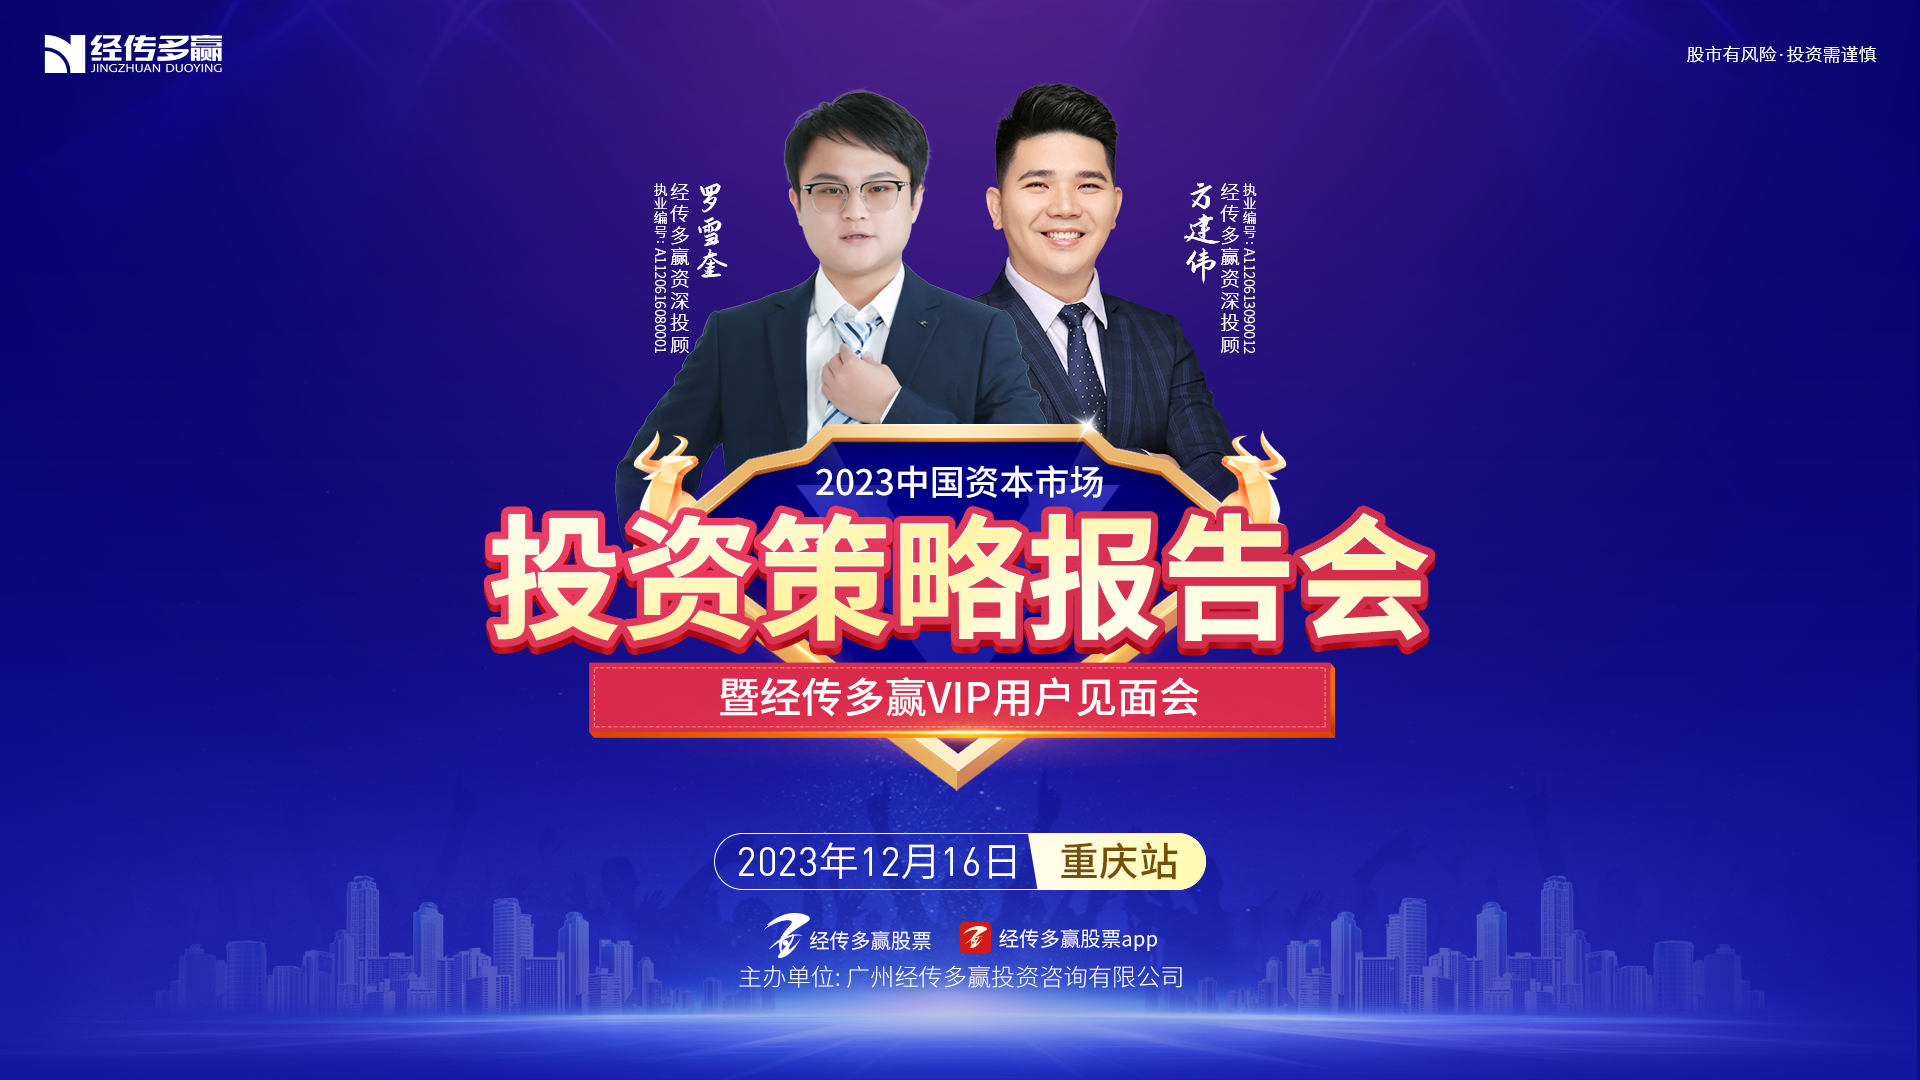 经传多赢
JINGZHUAN DUOYING
股市有风险·投资需谨慎
罗雪奎
经传多赢资深投顾
执业编号:A1120616080001
方建伟
经传多赢资深投顾
执业编号:A1120613090012
2023中国资本市场
投资策略报告会
暨经传多赢VIP用户见面会
2023年12月16日 重庆站
经传多赢股票 经传多赢股票app
主办单位: 广州经传多赢投资咨询有限公司